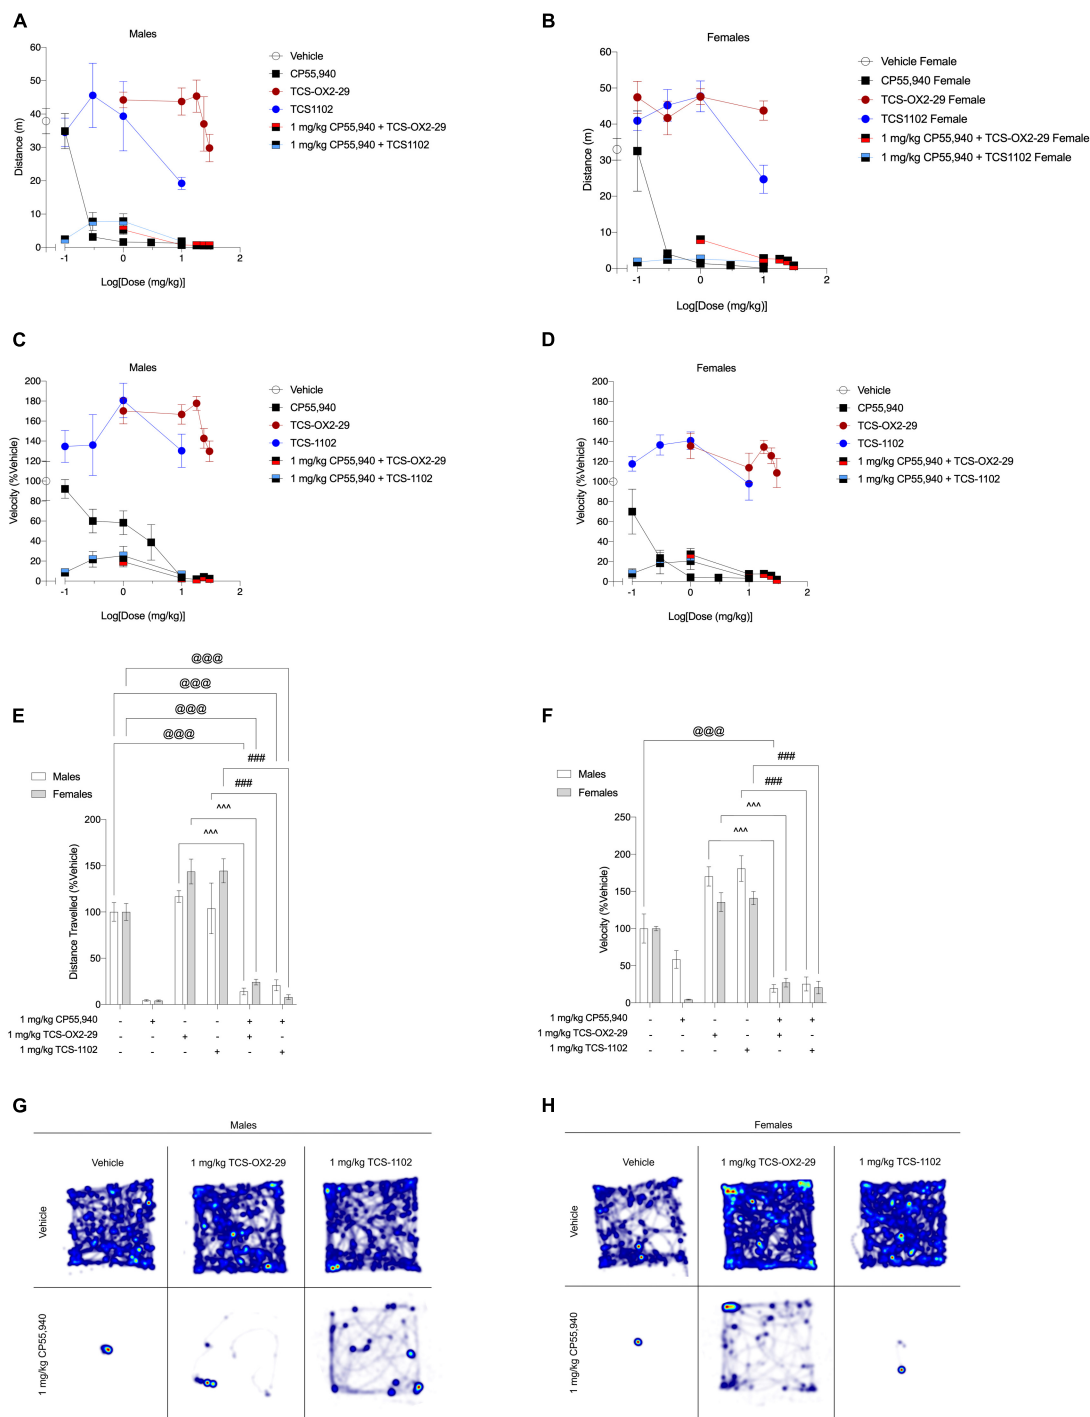 A
Males
Distance (m)
60
50
40
30
20
10
0
-1
0
1
2
Log[Dose (mg/kg)]
Vehicle
CP55,940
TCS-OX2-29
TCS1102
1 mg/kg CP55,940 + TCS-OX2-29
1 mg/kg CP55,940 + TCS1102
B
Females
Distance (m)
60
50
40
30
20
10
0
-1
0
1
2
Log[Dose (mg/kg)]
Vehicle Female
CP55,940 Female
TCS-OX2-29 Female
TCS1102 Female
1 mg/kg CP55,940 + TCS-OX2-29 Female
1 mg/kg CP55,940 + TCS1102 Female
C
Males
Velocity (%Vehicle)
200
180
160
140
120
100
80
60
40
20
0
-1
0
1
2
Log[Dose (mg/kg)]
Vehicle
CP55,940
TCS-OX2-29
TCS-1102
1 mg/kg CP55,940 + TCS-OX2-29
1 mg/kg CP55,940 + TCS-1102
D
Females
Velocity (%Vehicle)
200
180
160
140
120
100
80
60
40
20
0
-1
0
1
2
Log[Dose (mg/kg)]
Vehicle
CP55,940
TCS-OX2-29
TCS-1102
1 mg/kg CP55,940 + TCS-OX2-29
1 mg/kg CP55,940 + TCS-1102
E
@@@
@@@
@@@
@@@
###
###
^^^
^^^
Males
Females
Distance Travelled (%Vehicle)
200
150
100
50
0
1 mg/kg CP55,940 - + - - + +
1 mg/kg TCS-OX2-29 - - + - + -
1 mg/kg TCS-1102 - - - + - +
F
@@@
###
###
^^^
^^^
Males
Females
Velocity (%Vehicle)
250
200
150
100
50
0
1 mg/kg CP55,940 - + - - + +
1 mg/kg TCS-OX2-29 - - + - + -
1 mg/kg TCS-1102 - - - + - +
G
Males
Vehicle 1 mg/kg TCS-OX2-29 1 mg/kg TCS-1102
Vehicle
1 mg/kg CP55,940
H
Females
Vehicle 1 mg/kg TCS-OX2-29 1 mg/kg TCS-1102
Vehicle
1 mg/kg CP55,940